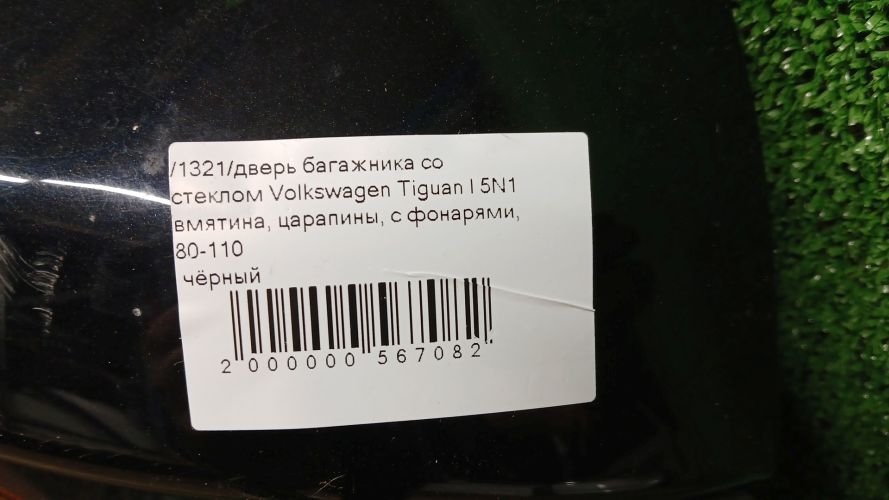 /1321/дверь багажника со
стеклом Volkswagen Tiguan I 5N1
вмятина, царапины, с фонарями,
80-110
чёрный
2 000000 567082